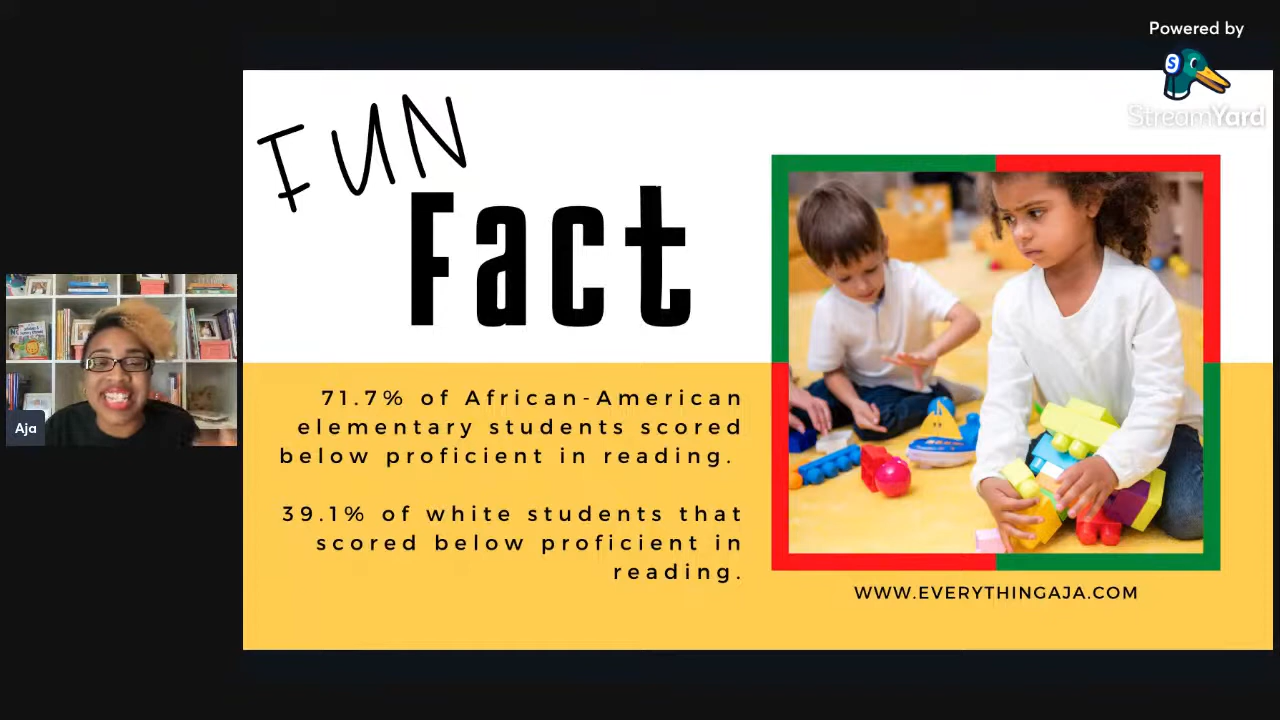 Powered by
StreamYard
FUN
Fact
71.7% of African-American
elementary students scored
below proficient in reading.
39.1% of white students that
scored below proficient in
reading.
WWW.EVERYTHINGAJA.COM
Aja